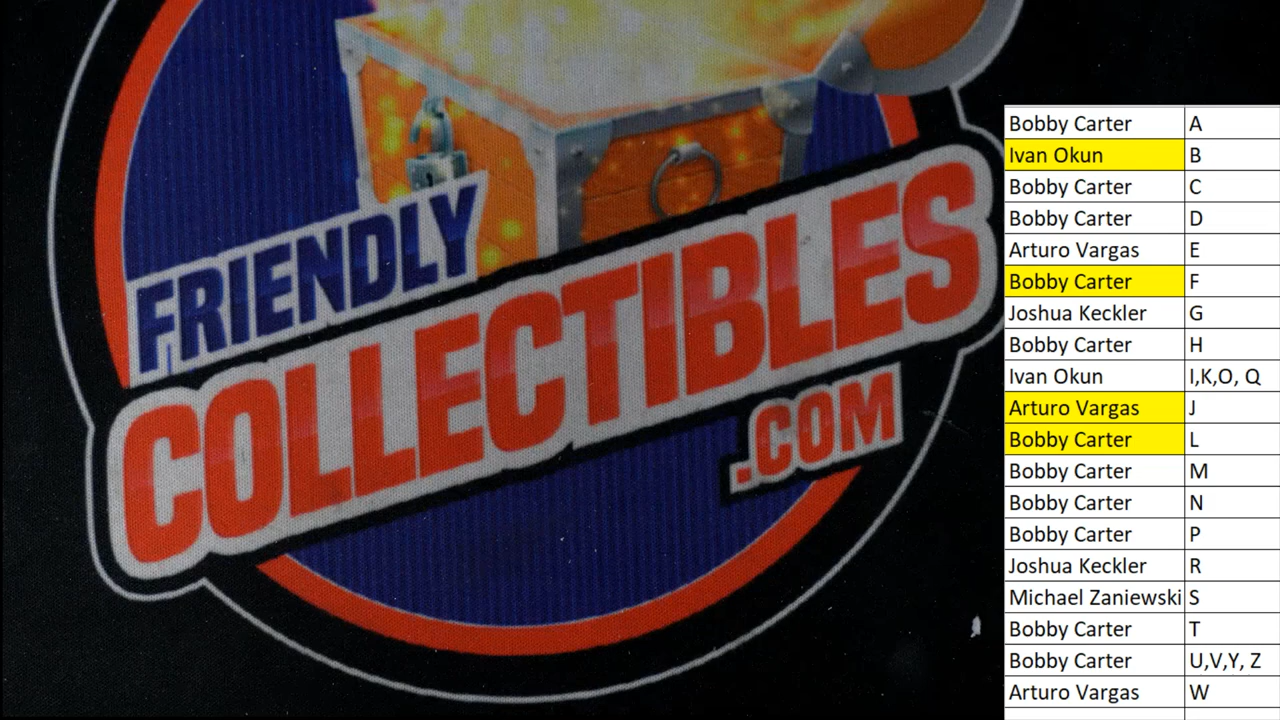 FRIENDLY
COLLECTIBLES
.COM
Bobby Carter A
Ivan Okun B
Bobby Carter C
Bobby Carter D
Arturo Vargas E
Bobby Carter F
Joshua Keckler G
Bobby Carter H
Ivan Okun I,K,O, Q
Arturo Vargas J
Bobby Carter L
Bobby Carter M
Bobby Carter N
Bobby Carter P
Joshua Keckler R
Michael Zaniewski S
Bobby Carter T
Bobby Carter U,V,Y, Z
Arturo Vargas W